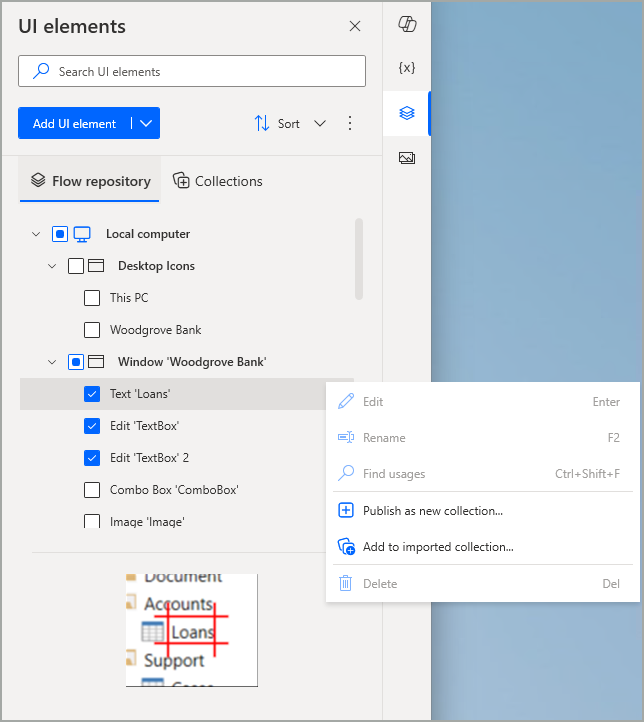 UI elements
Search UI elements
Add UI element
Sort
{x}
Flow repository
Collections
Local computer
Desktop Icons
This PC
Woodgrove Bank
Window 'Woodgrove Bank'
Text 'Loans'
Edit 'TextBox'
Edit 'TextBox' 2
Combo Box 'ComboBox'
Image 'Image'
Edit Enter
Rename F2
Find usages Ctrl+Shift+F
Publish as new collection...
Add to imported collection...
Delete Del
Document
Accounts
Loans
Support